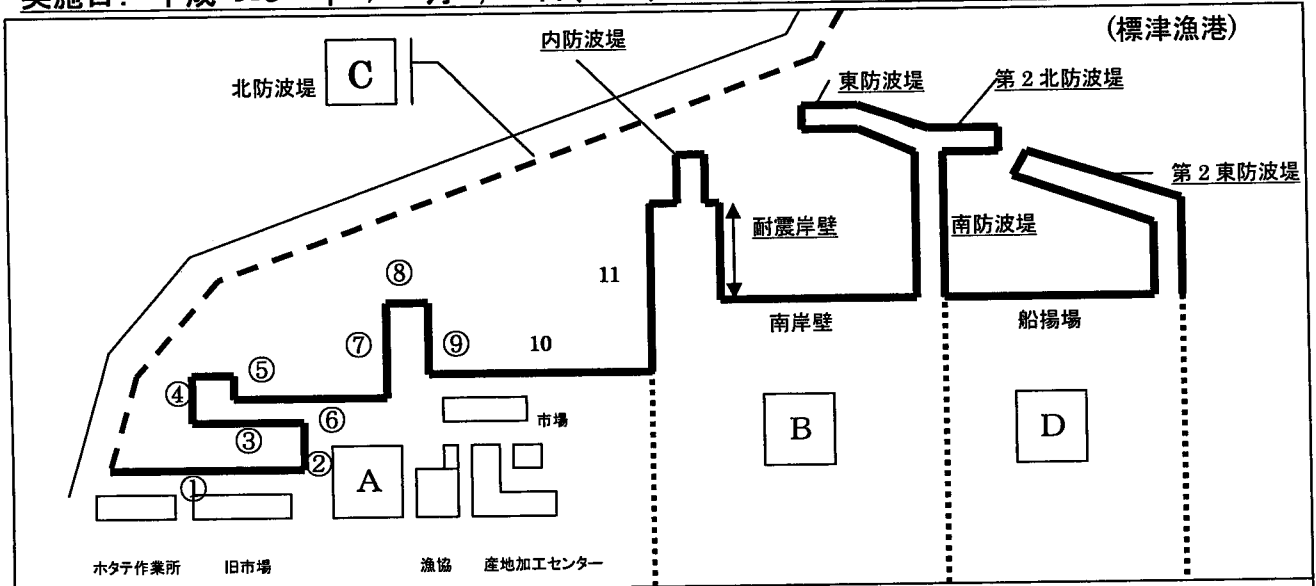 (標津漁港)
内防波堤
北防波堤
C
東防波堤
第2北防波堤
第2東防波堤
耐震岸壁
南防波堤
⑧
11
南岸壁
船揚場
⑦
⑨
10
⑤
④
⑥
市場
③
B
D
②
A
①
ホタテ作業所
旧市場
漁協
産地加工センター